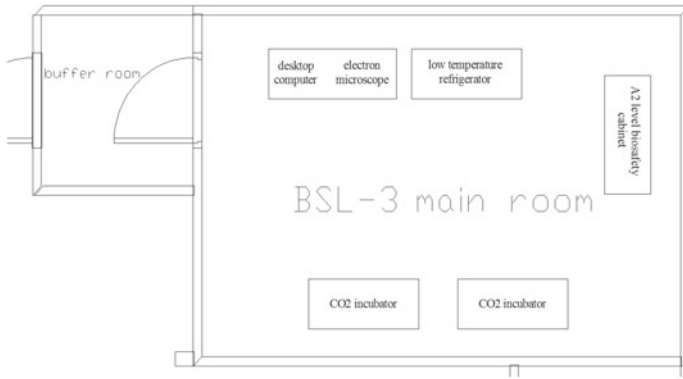 buffer room
desktop
computer
electron
microscope
low temperature
refrigerator
A2 level biosafety
cabinet
BSL-3 main room
CO2 incubator
CO2 incubator